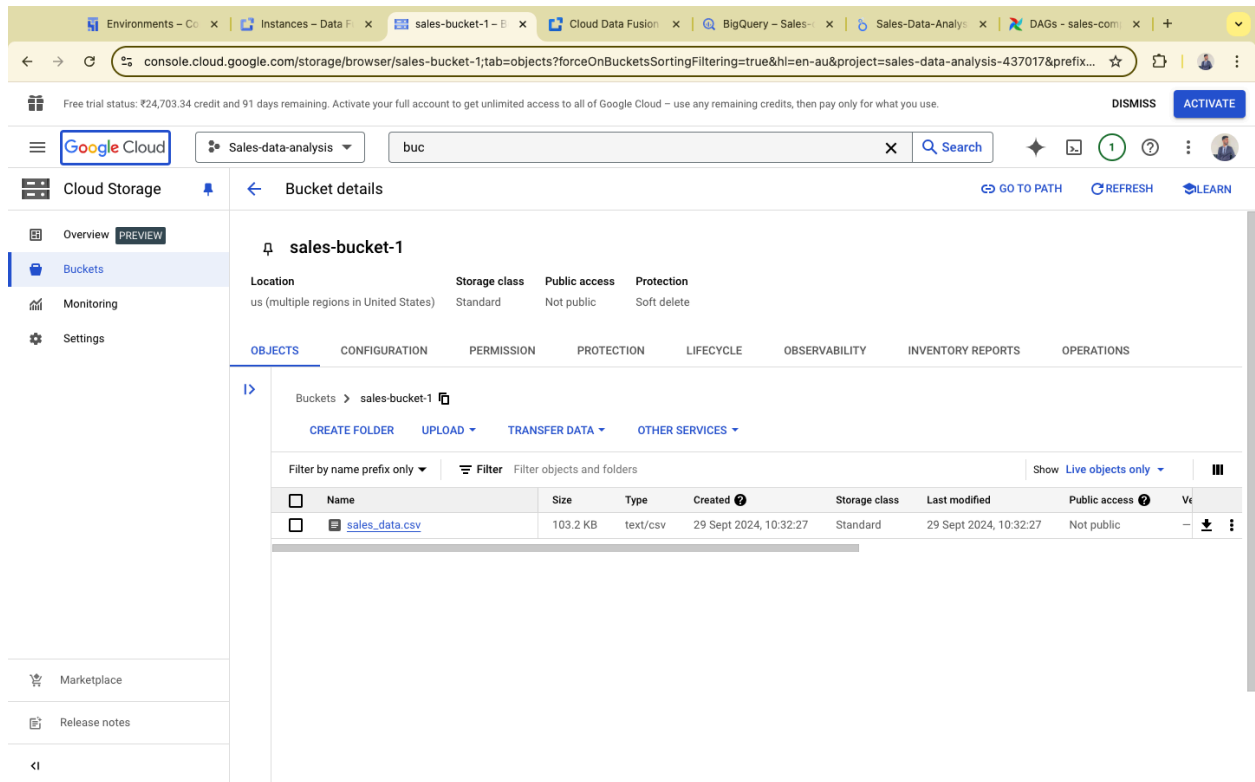 Environments – Co
Instances – Data F
sales-bucket-1 – B
Cloud Data Fusion
BigQuery – Sales-
Sales-Data-Analys
DAGs - sales-com
console.cloud.google.com/storage/browser/sales-bucket-1;tab=objects?forceOnBucketsSortingFiltering=true&hl=en-au&project=sales-data-analysis-437017&prefix...
Free trial status: ₹24,703.34 credit and 91 days remaining. Activate your full account to get unlimited access to all of Google Cloud – use any remaining credits, then pay only for what you use.
DISMISS
ACTIVATE
Google Cloud
Sales-data-analysis
buc
Search
1
Cloud Storage
Bucket details
GO TO PATH
REFRESH
LEARN
Overview PREVIEW
Buckets
Monitoring
Settings
sales-bucket-1
Location Storage class Public access Protection
us (multiple regions in United States) Standard Not public Soft delete
OBJECTS CONFIGURATION PERMISSION PROTECTION LIFECYCLE OBSERVABILITY INVENTORY REPORTS OPERATIONS
Buckets > sales-bucket-1
CREATE FOLDER UPLOAD TRANSFER DATA OTHER SERVICES
Filter by name prefix only Filter Filter objects and folders Show Live objects only
Name Size Type Created Storage class Last modified Public access Ve
sales_data.csv 103.2 KB text/csv 29 Sept 2024, 10:32:27 Standard 29 Sept 2024, 10:32:27 Not public —
Marketplace
Release notes